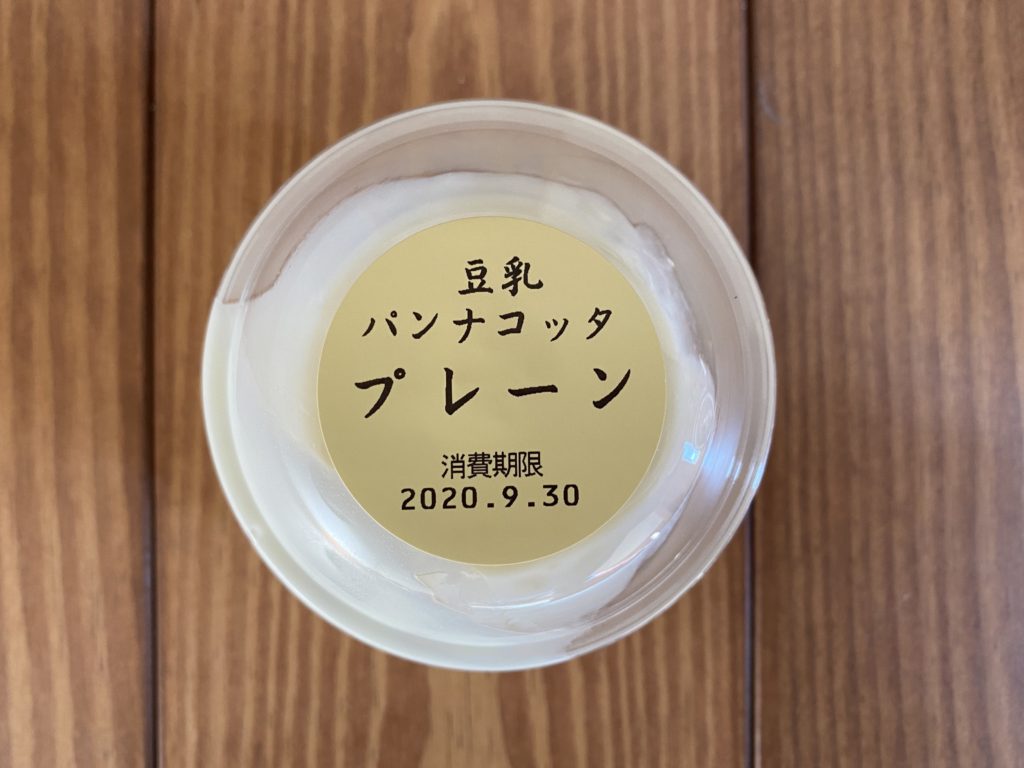 豆乳
パンナコッタ
プレーン
消費期限
2020.9.30